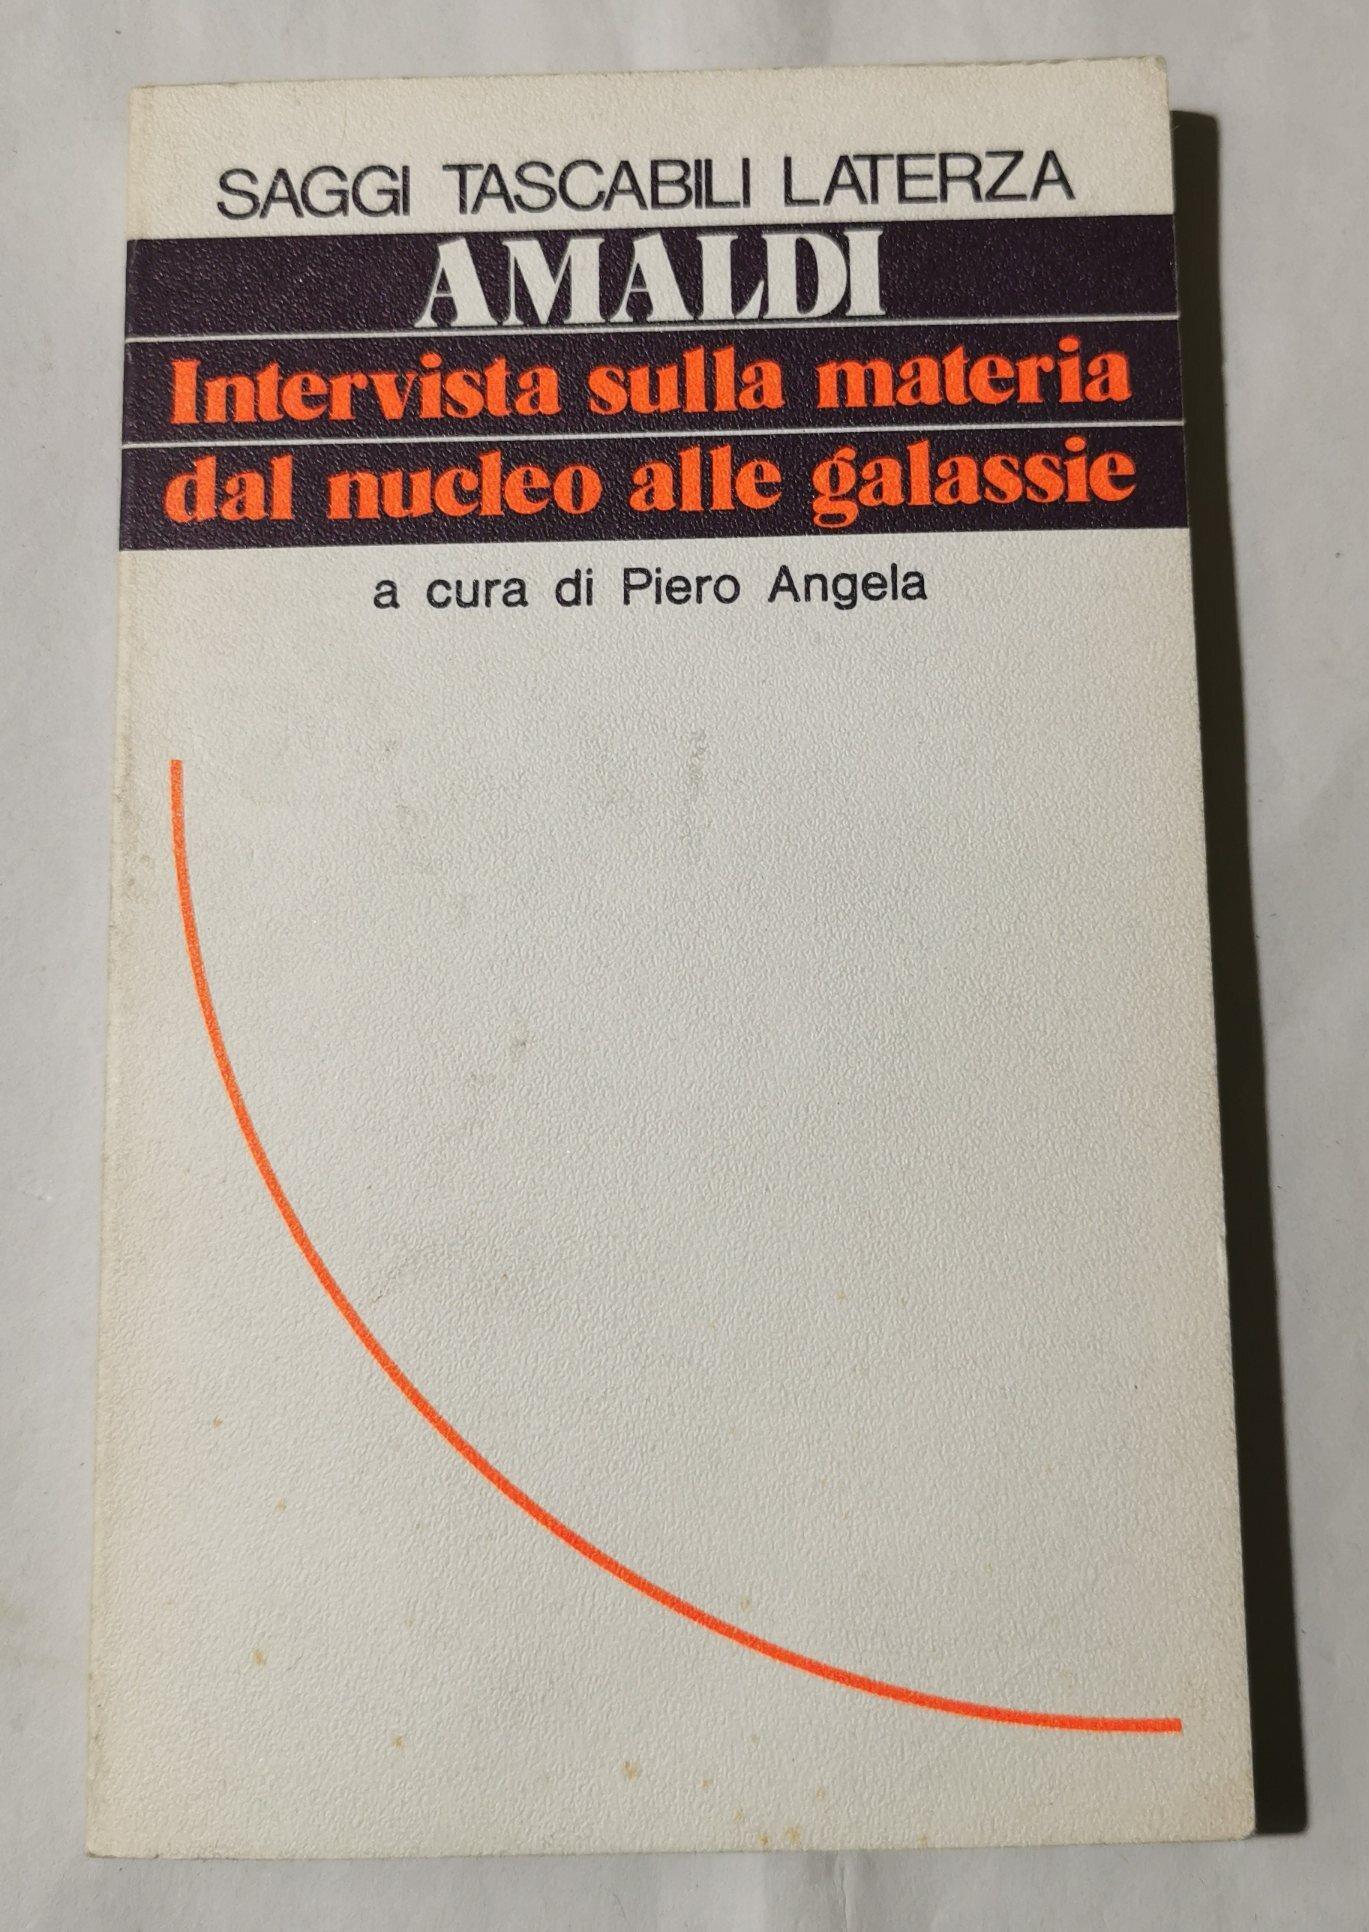 SAGGI TASCABILI LATERZA
AMALDI
Intervista sulla materia
dal nucleo alle galassie
a cura di Piero Angela